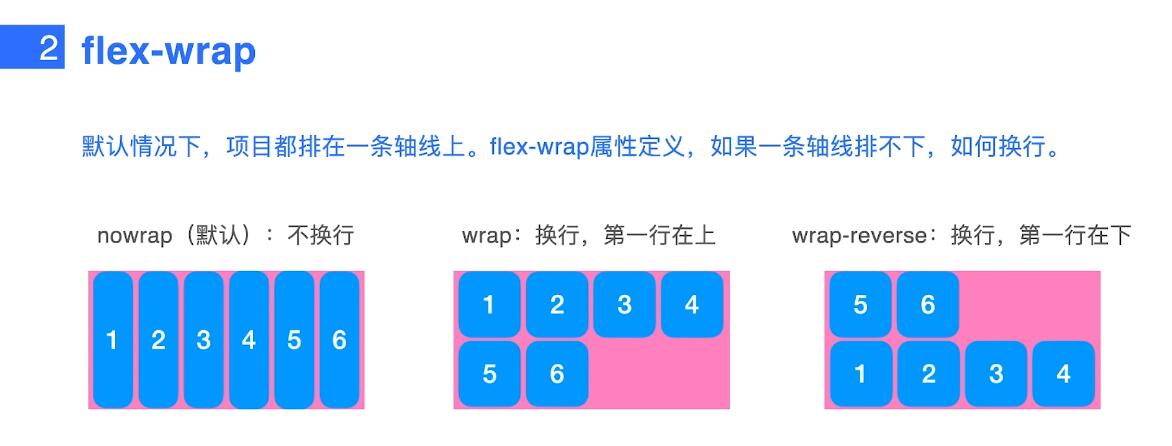 2 flex-wrap
默认情况下，项目都排在一条轴线上。flex-wrap属性定义，如果一条轴线排不下，如何换行。
nowrap（默认）：不换行
1 2 3 4 5 6
wrap：换行，第一行在上
1 2 3 4
5 6
wrap-reverse：换行，第一行在下
5 6
1 2 3 4